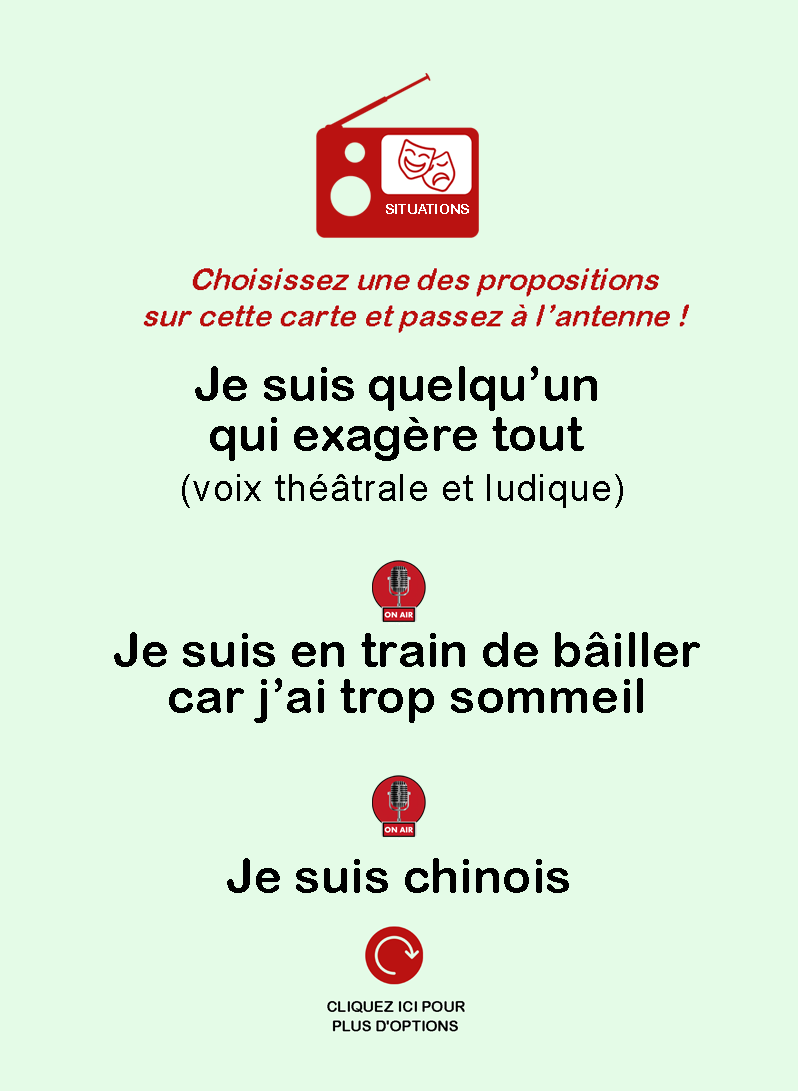 SITUATIONS
Choisissez une des propositions
sur cette carte et passez à l’antenne !
Je suis quelqu’un
qui exagère tout
(voix théâtrale et ludique)
ON AIR
Je suis en train de bâiller
car j’ai trop sommeil
ON AIR
Je suis chinois
CLIQUEZ ICI POUR
PLUS D'OPTIONS